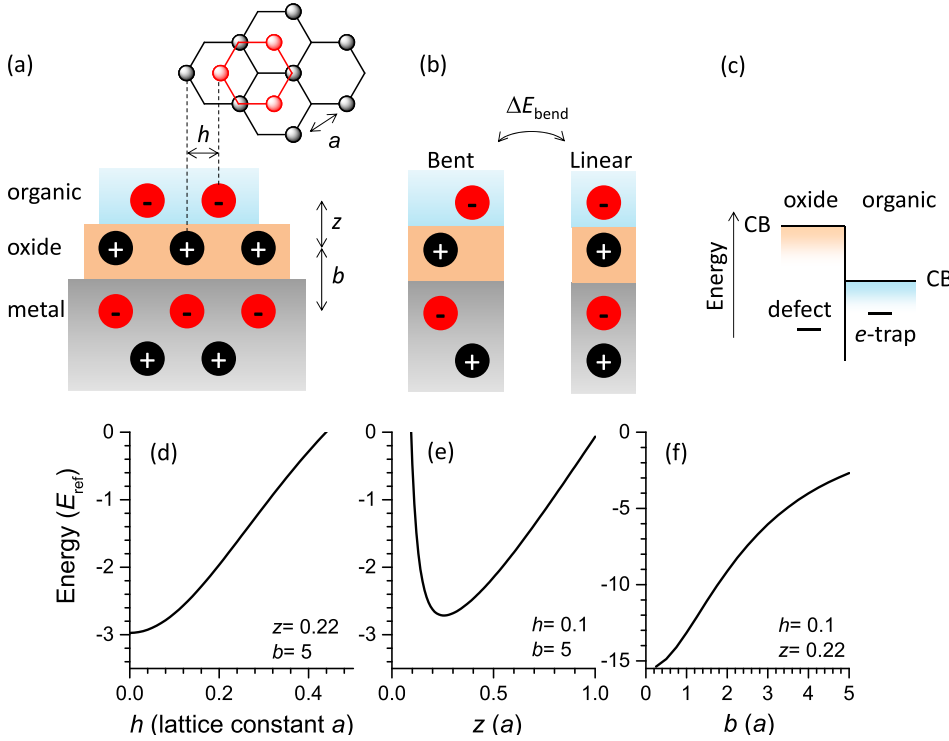 (a)
h
a
organic
- -
z
oxide
+ + +
b
metal
- - -
+ +
(b)
ΔE_bend
Bent
Linear
- -
+ +
- -
+ +
(c)
oxide organic
CB
CB
Energy
defect
e-trap
Energy (E_ref)
(d)
0
-1
-2
-3
z= 0.22
b= 5
0.0 0.2 0.4
h (lattice constant a)
(e)
0
-1
-2
-3
h= 0.1
b= 5
0.0 0.5 1.0
z (a)
(f)
0
-5
-10
-15
h= 0.1
z= 0.22
0 1 2 3 4 5
b (a)